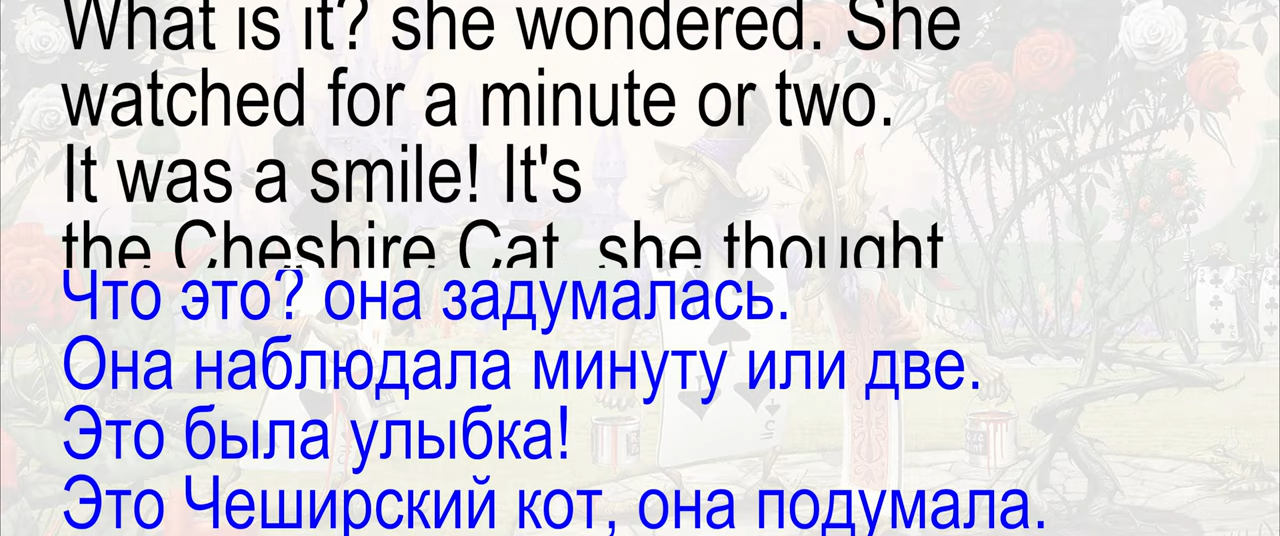 What is it? she wondered. She
watched for a minute or two.
It was a smile! It's
the Cheshire Cat, she thought
Что это? она задумалась.
Она наблюдала минуту или две.
Это была улыбка!
Это Чеширский кот, она подумала.